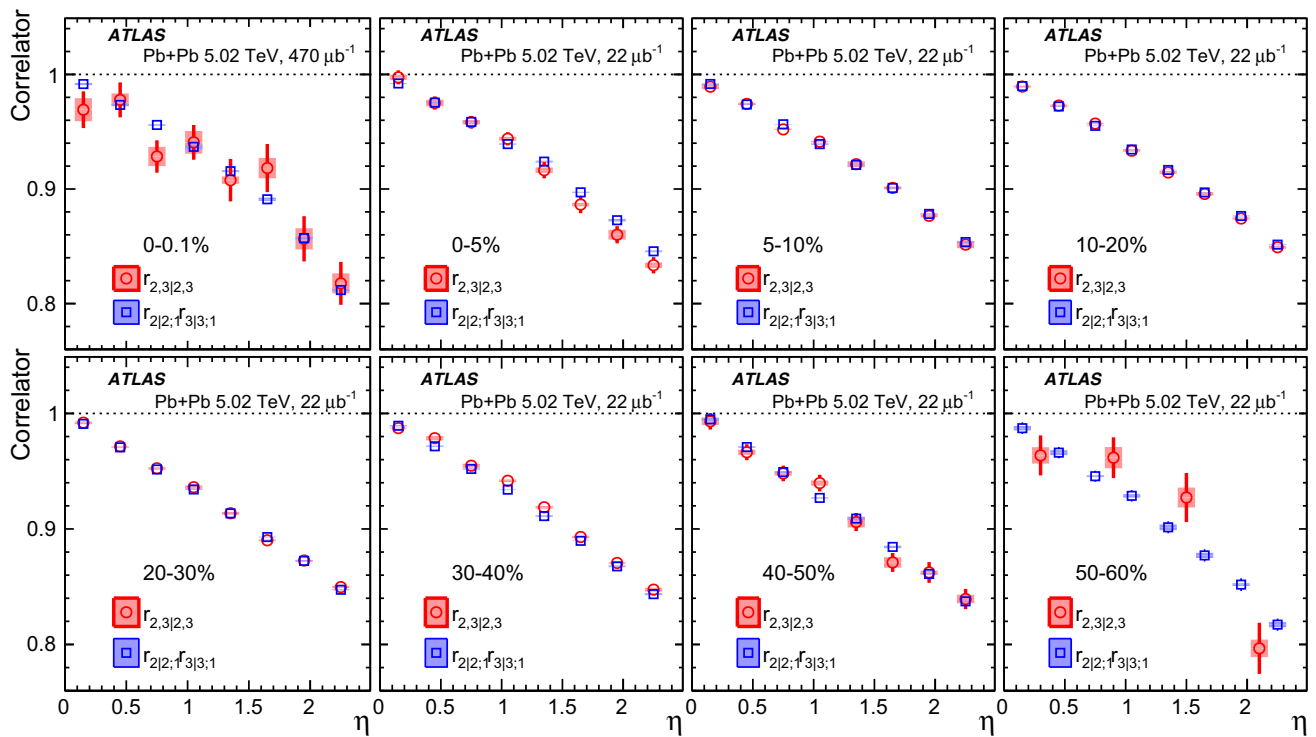 Correlator
ATLAS
Pb+Pb 5.02 TeV, 470 μb⁻¹
1
0.9
0.8
0-0.1%
r₂,₃|₂,₃
r₂|₂;₁r₃|₃;₁
ATLAS
Pb+Pb 5.02 TeV, 22 μb⁻¹
0-5%
r₂,₃|₂,₃
r₂|₂;₁r₃|₃;₁
ATLAS
Pb+Pb 5.02 TeV, 22 μb⁻¹
5-10%
r₂,₃|₂,₃
r₂|₂;₁r₃|₃;₁
ATLAS
Pb+Pb 5.02 TeV, 22 μb⁻¹
10-20%
r₂,₃|₂,₃
r₂|₂;₁r₃|₃;₁
Correlator
ATLAS
Pb+Pb 5.02 TeV, 22 μb⁻¹
1
0.9
0.8
20-30%
r₂,₃|₂,₃
r₂|₂;₁r₃|₃;₁
0 0.5 1 1.5 2 η
ATLAS
Pb+Pb 5.02 TeV, 22 μb⁻¹
30-40%
r₂,₃|₂,₃
r₂|₂;₁r₃|₃;₁
0 0.5 1 1.5 2 η
ATLAS
Pb+Pb 5.02 TeV, 22 μb⁻¹
40-50%
r₂,₃|₂,₃
r₂|₂;₁r₃|₃;₁
0 0.5 1 1.5 2 η
ATLAS
Pb+Pb 5.02 TeV, 22 μb⁻¹
50-60%
r₂,₃|₂,₃
r₂|₂;₁r₃|₃;₁
0 0.5 1 1.5 2 η